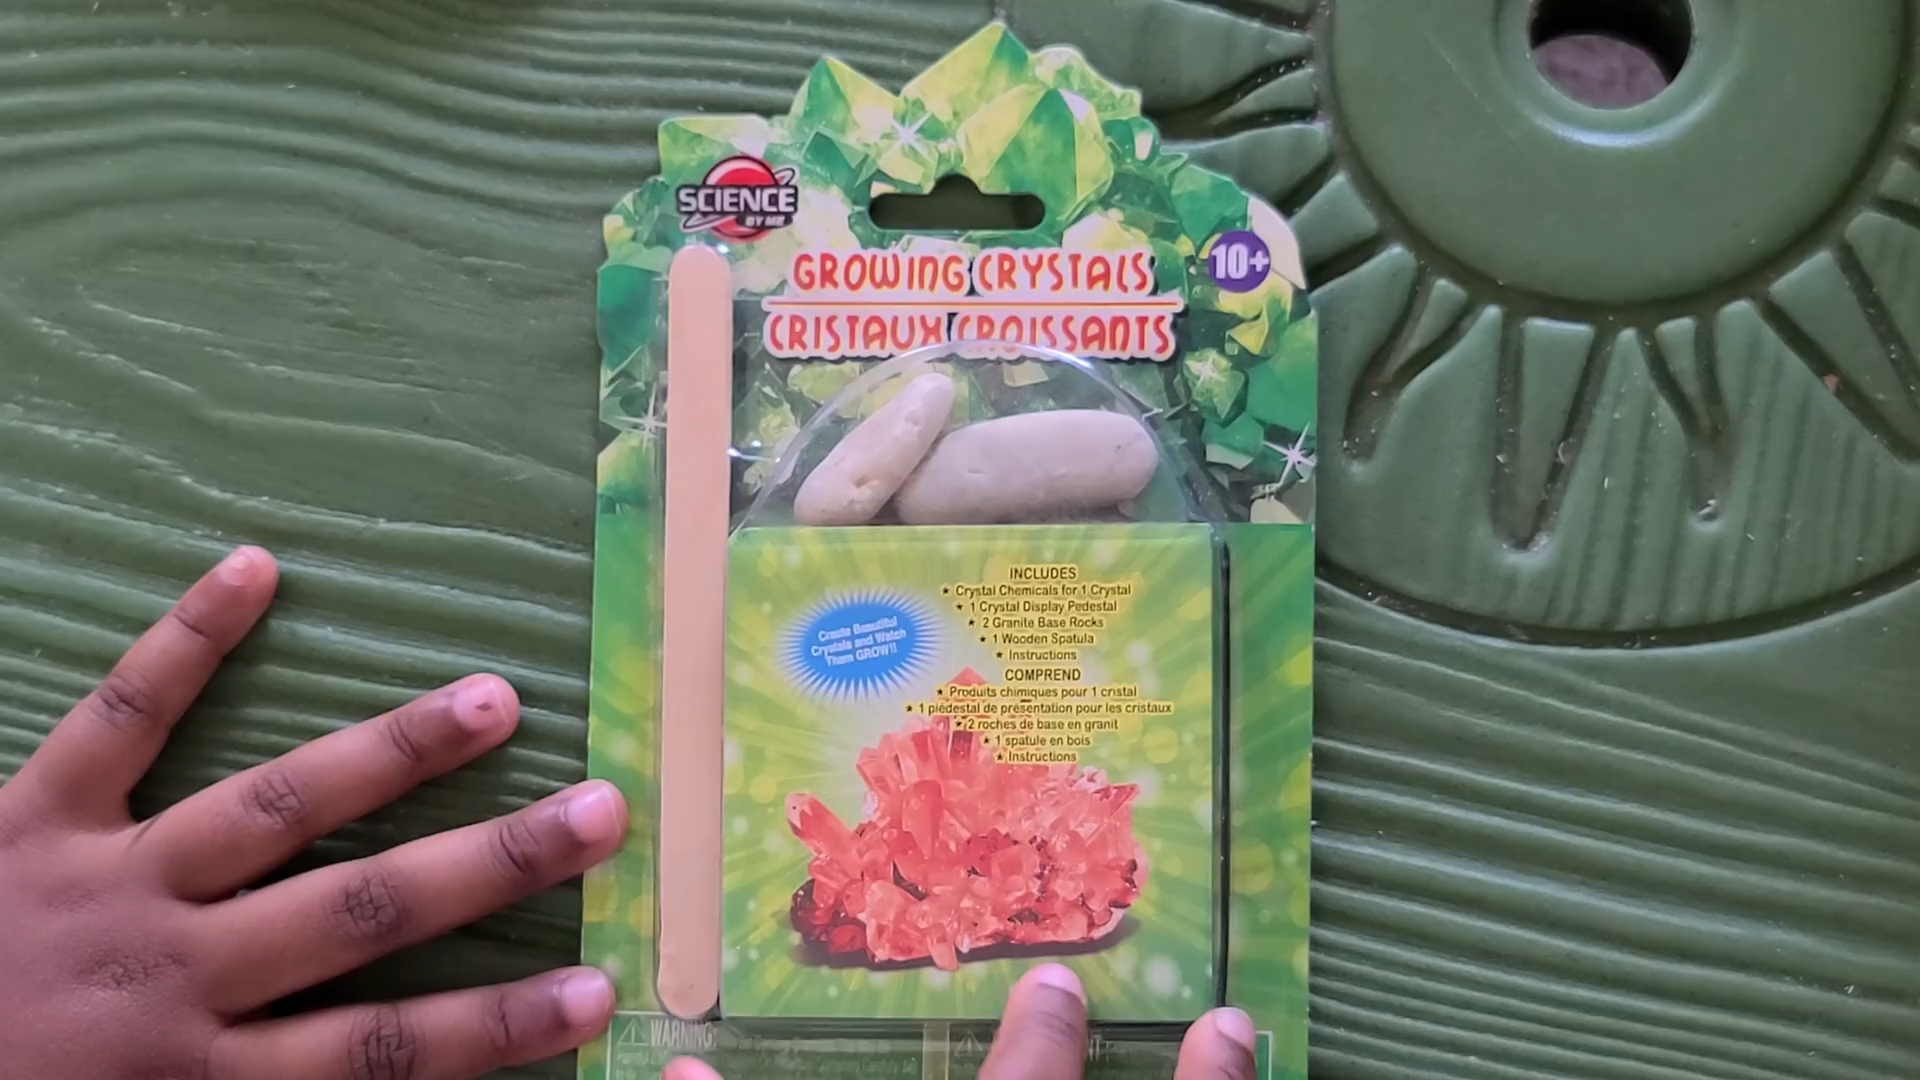 SCIENCE
BY ME
10+
GROWING CRYSTALS
CRISTAUX CROISSANTS
INCLUDES
★ Crystal Chemicals for 1 Crystal
★ 1 Crystal Display Pedestal
★ 2 Granite Base Rocks
★ 1 Wooden Spatula
★ Instructions
Create Beautiful
Crystals and Watch
Them GROW!!
COMPREND
★ Produits chimiques pour 1 cristal
★ 1 piédestal de présentation pour les cristaux
★ 2 roches de base en granit
★ 1 spatule en bois
★ Instructions
WARNING: